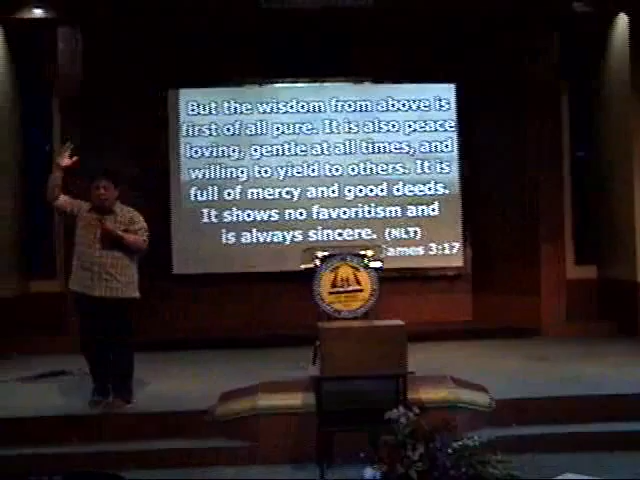 But the wisdom from above is
first of all pure. It is also peace
loving, gentle at all times, and
willing to yield to others. It is
full of mercy and good deeds.
It shows no favoritism and
is always sincere. (NLT)
James 3:17